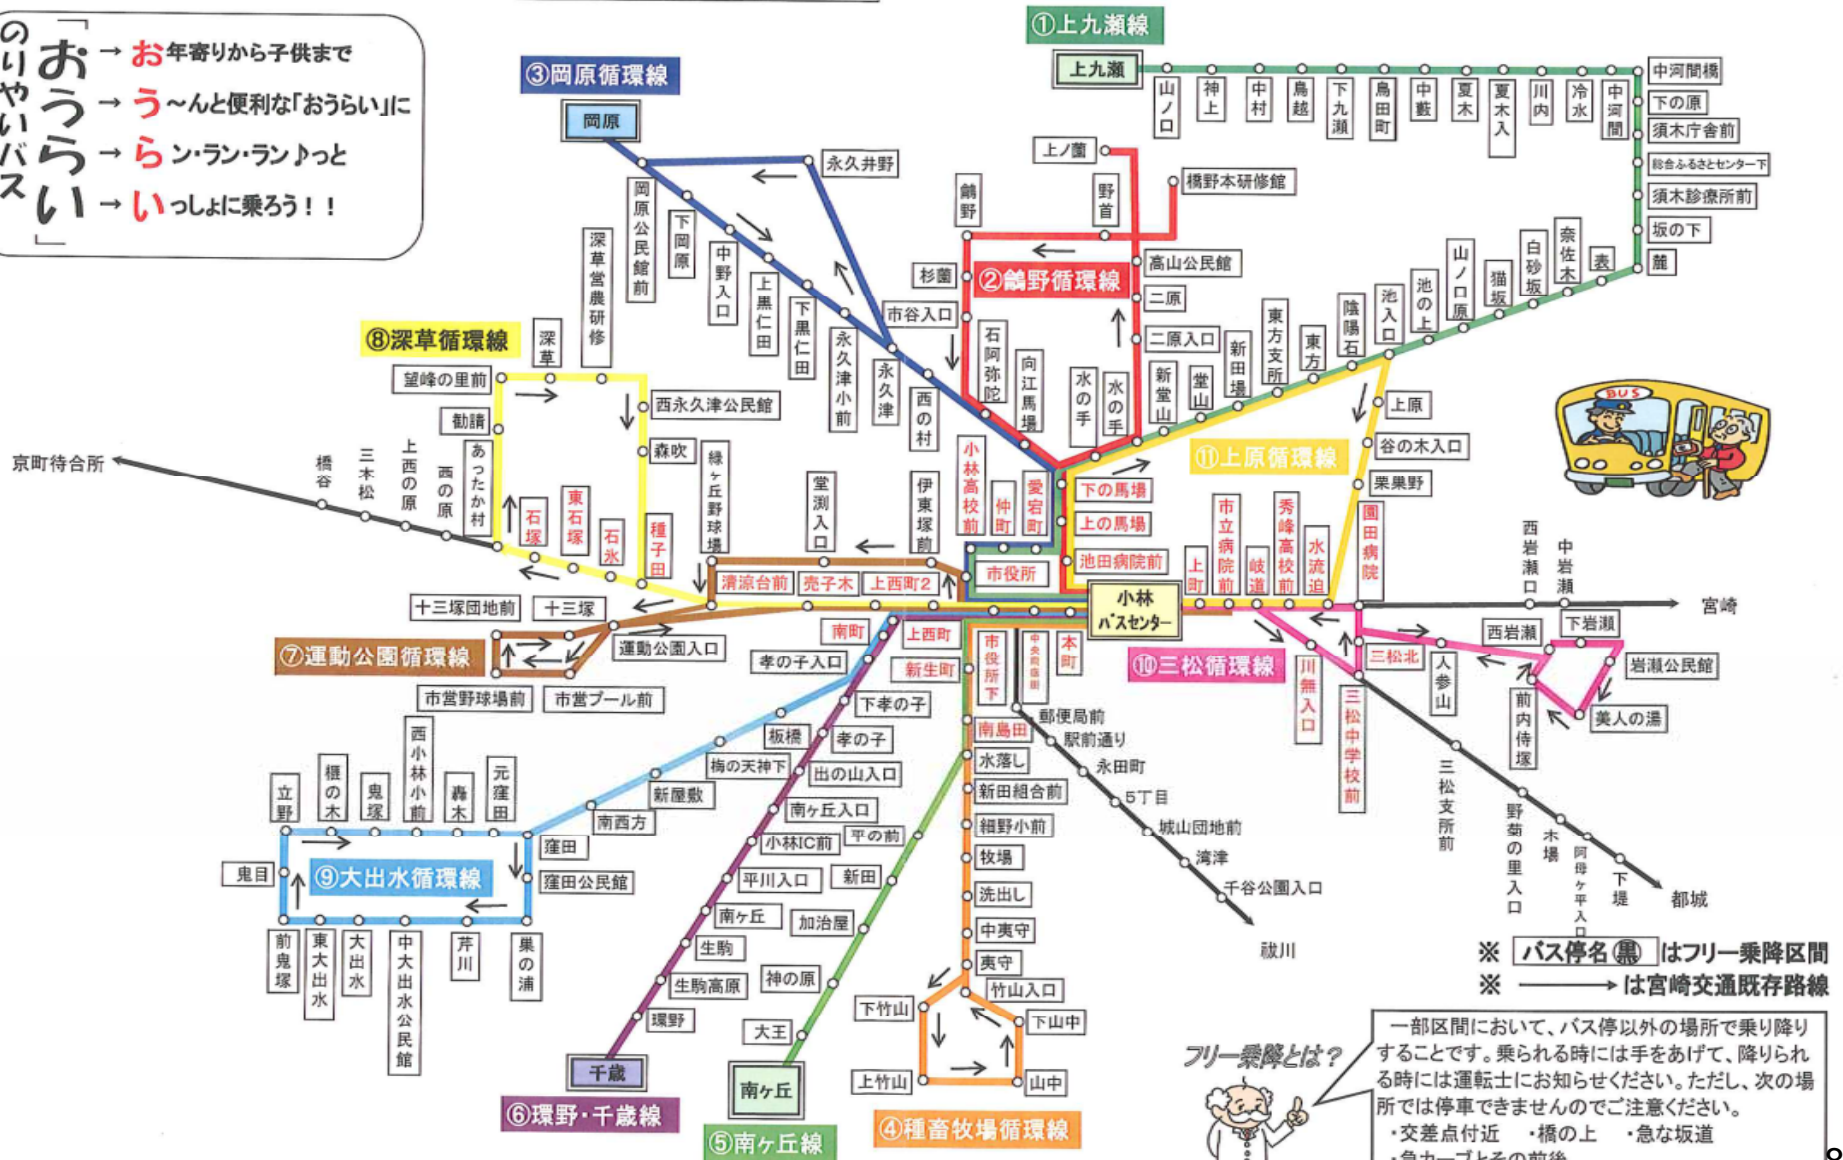 のりやいバス
「おうらい」
→ お年寄りから子供まで
→ う～んと便利な「おうらい」に
→ らン・ラン・ラン♪っと
→ いっしょに乗ろう！！
①上九瀬線
上九瀬
山ノ口
神上
中村
鳥越
下九瀬
鳥田町
中藪
夏木
夏木入
川内
冷水
中河間
中河間橋
下の原
須木庁舎前
総合ふるさとセンター下
須木診療所前
坂の下
麓
表
奈佐木
白砂坂
猫坂
山ノ口原
池の上
池入口
陰陽石
東方
東方支所
新田場
堂山
新堂山
水の手
水の手
③岡原循環線
岡原
永久井野
岡原公民館前
下岡原
中野入口
上黒仁田
下黒仁田
永久津小前
永久津
西の村
上ノ薗
橋野本研修館
鶴野
野首
杉薗
②鶴野循環線
高山公民館
二原
二原入口
市谷入口
石阿弥陀
向江馬場
⑧深草循環線
深草
深草営農研修
望峰の里前
勧請
あったか村
西永久津公民館
森吹
石塚
東石塚
石氷
種子田
京町待合所
橋谷
三木松
上西の原
西の原
緑ヶ丘野球場
堂渕入口
伊東塚前
清涼台前
売子木
上西町2
小林高校前
仲町
愛宕町
市役所
下の馬場
上の馬場
池田病院前
⑪上原循環線
上原
谷の木入口
栗巣野
園田病院
上町
市立病院前
岐道
秀峰高校前
水流迫
小林バスセンター
西岩瀬口
中岩瀬
宮崎
十三塚団地前
十三塚
運動公園入口
⑦運動公園循環線
市営野球場前
市営プール前
南町
上西町
孝の子入口
新生町
市役所下
中央商店街
本町
⑩三松循環線
川無入口
三松北
三松中学校前
人参山
西岩瀬
下岩瀬
岩瀬公民館
美人の湯
前内侍塚
三松支所前
野菊の里入口
木場
阿母ヶ平入口
下堤
都城
下孝の子
孝の子
出の山入口
南ヶ丘入口
小林IC前
平川入口
南ヶ丘
生駒
生駒高原
環野
千歳
⑥環野・千歳線
板橋
梅の天神下
新屋敷
南西方
窪田
窪田公民館
元窪田
轟木
西小林小前
鬼塚
榧の木
立野
鬼目
⑨大出水循環線
前鬼塚
東大出水
大出水
中大出水公民館
芹川
巣の浦
南島田
水落し
新田組合前
細野小前
牧場
洗出し
中夷守
夷守
竹山入口
下竹山
下山中
上竹山
山中
④種畜牧場循環線
平の前
新田
加治屋
神の原
大王
南ヶ丘
⑤南ヶ丘線
郵便局前
駅前通り
永田町
5丁目
城山団地前
湾津
千谷公園入口
祓川
※ バス停名(黒) はフリー乗降区間
※ → は宮崎交通既存路線
フリー乗降とは？
一部区間において、バス停以外の場所で乗り降り
することです。乗られる時には手をあげて、降りられ
る時には運転士にお知らせください。ただし、次の場
所では停車できませんのでご注意ください。
・交差点付近 ・橋の上 ・急な坂道
・急カーブとその前後
BUS